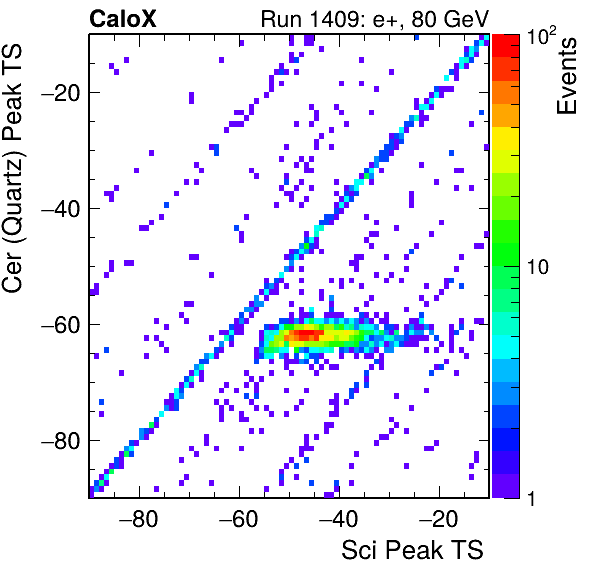 CaloX Run 1409: e+, 80 GeV
Cer (Quartz) Peak TS
−20
−40
−60
−80
−80 −60 −40 −20
Sci Peak TS
10²
10
1
Events